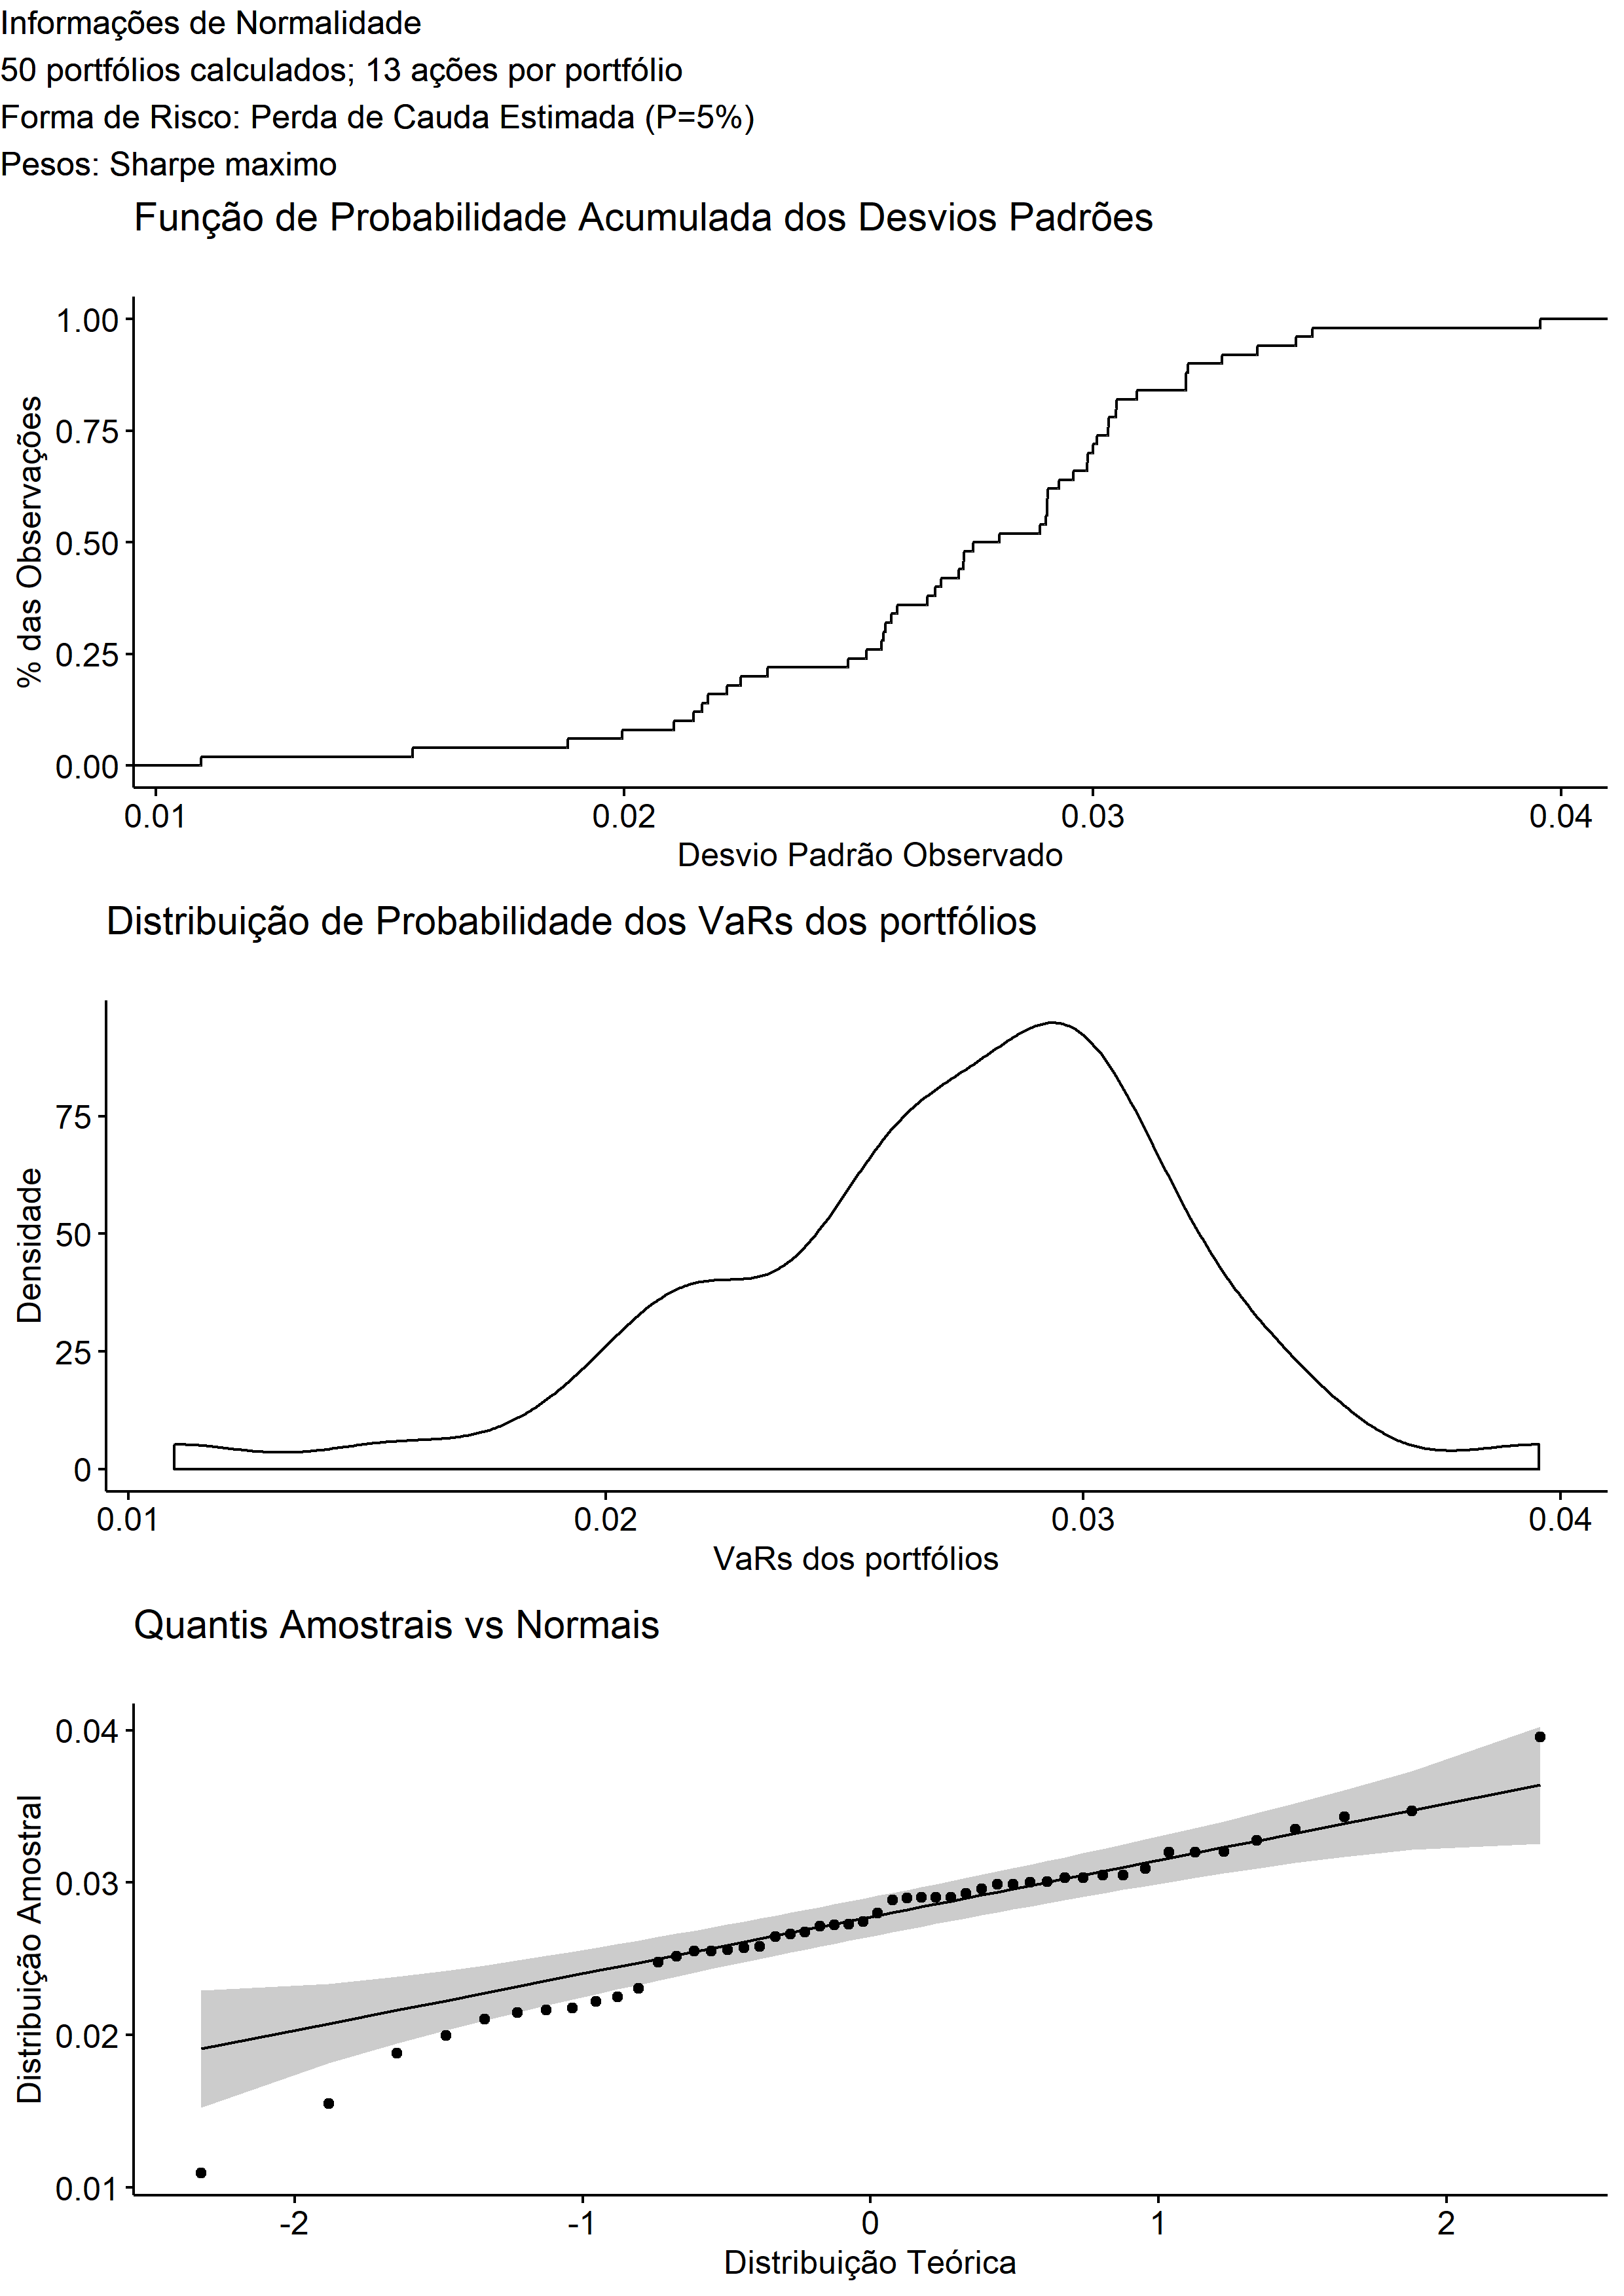 Informações de Normalidade
50 portfólios calculados; 13 ações por portfólio
Forma de Risco: Perda de Cauda Estimada (P=5%)
Pesos: Sharpe maximo
Função de Probabilidade Acumulada dos Desvios Padrões
% das Observações
1.00
0.75
0.50
0.25
0.00
0.01 0.02 0.03 0.04
Desvio Padrão Observado
Distribuição de Probabilidade dos VaRs dos portfólios
Densidade
75
50
25
0
0.01 0.02 0.03 0.04
VaRs dos portfólios
Quantis Amostrais vs Normais
Distribuição Amostral
0.04
0.03
0.02
0.01
-2 -1 0 1 2
Distribuição Teórica